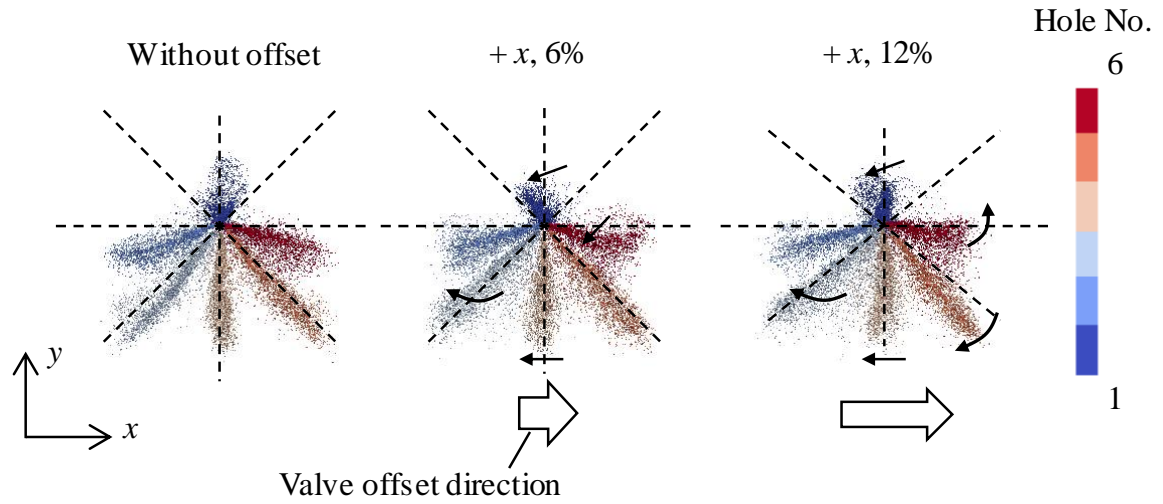 Hole No.
Without offset
+ x, 6%
+ x, 12%
6
y
x
1
Valve offset direction